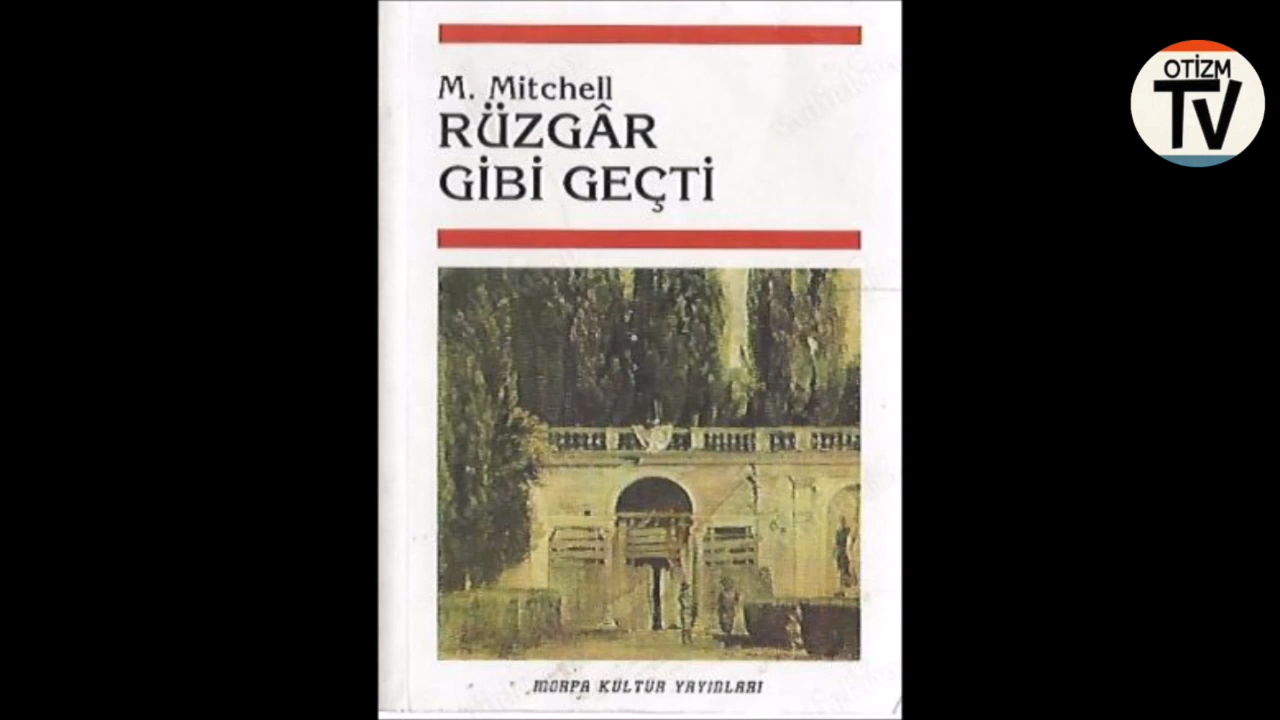 M. Mitchell
RÜZGÂR
GİBİ GEÇTİ
MORPA KÜLTÜR YAYINLARI
OTİZM
TV